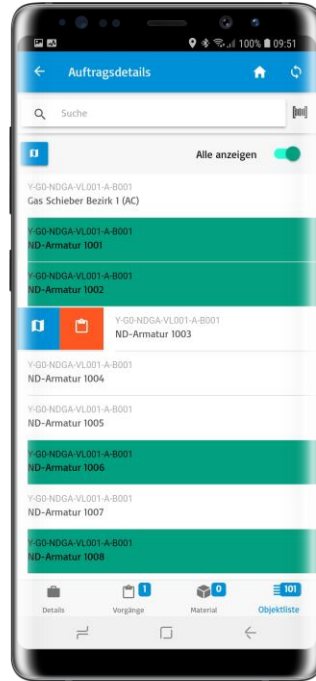 100% 09:51
Auftragsdetails
Suche
Alle anzeigen
Y-G0-NDGA-VL001-A-B001
Gas Schieber Bezirk 1 (AC)
Y-G0-NDGA-VL001-A-B001
ND-Armatur 1001
Y-G0-NDGA-VL001-A-B001
ND-Armatur 1002
Y-G0-NDGA-VL001-A-B001
ND-Armatur 1003
Y-G0-NDGA-VL001-A-B001
ND-Armatur 1004
Y-G0-NDGA-VL001-A-B001
ND-Armatur 1005
Y-G0-NDGA-VL001-A-B001
ND-Armatur 1006
Y-G0-NDGA-VL001-A-B001
ND-Armatur 1007
Y-G0-NDGA-VL001-A-B001
ND-Armatur 1008
1 0 101
Details Vorgänge Material Objektliste